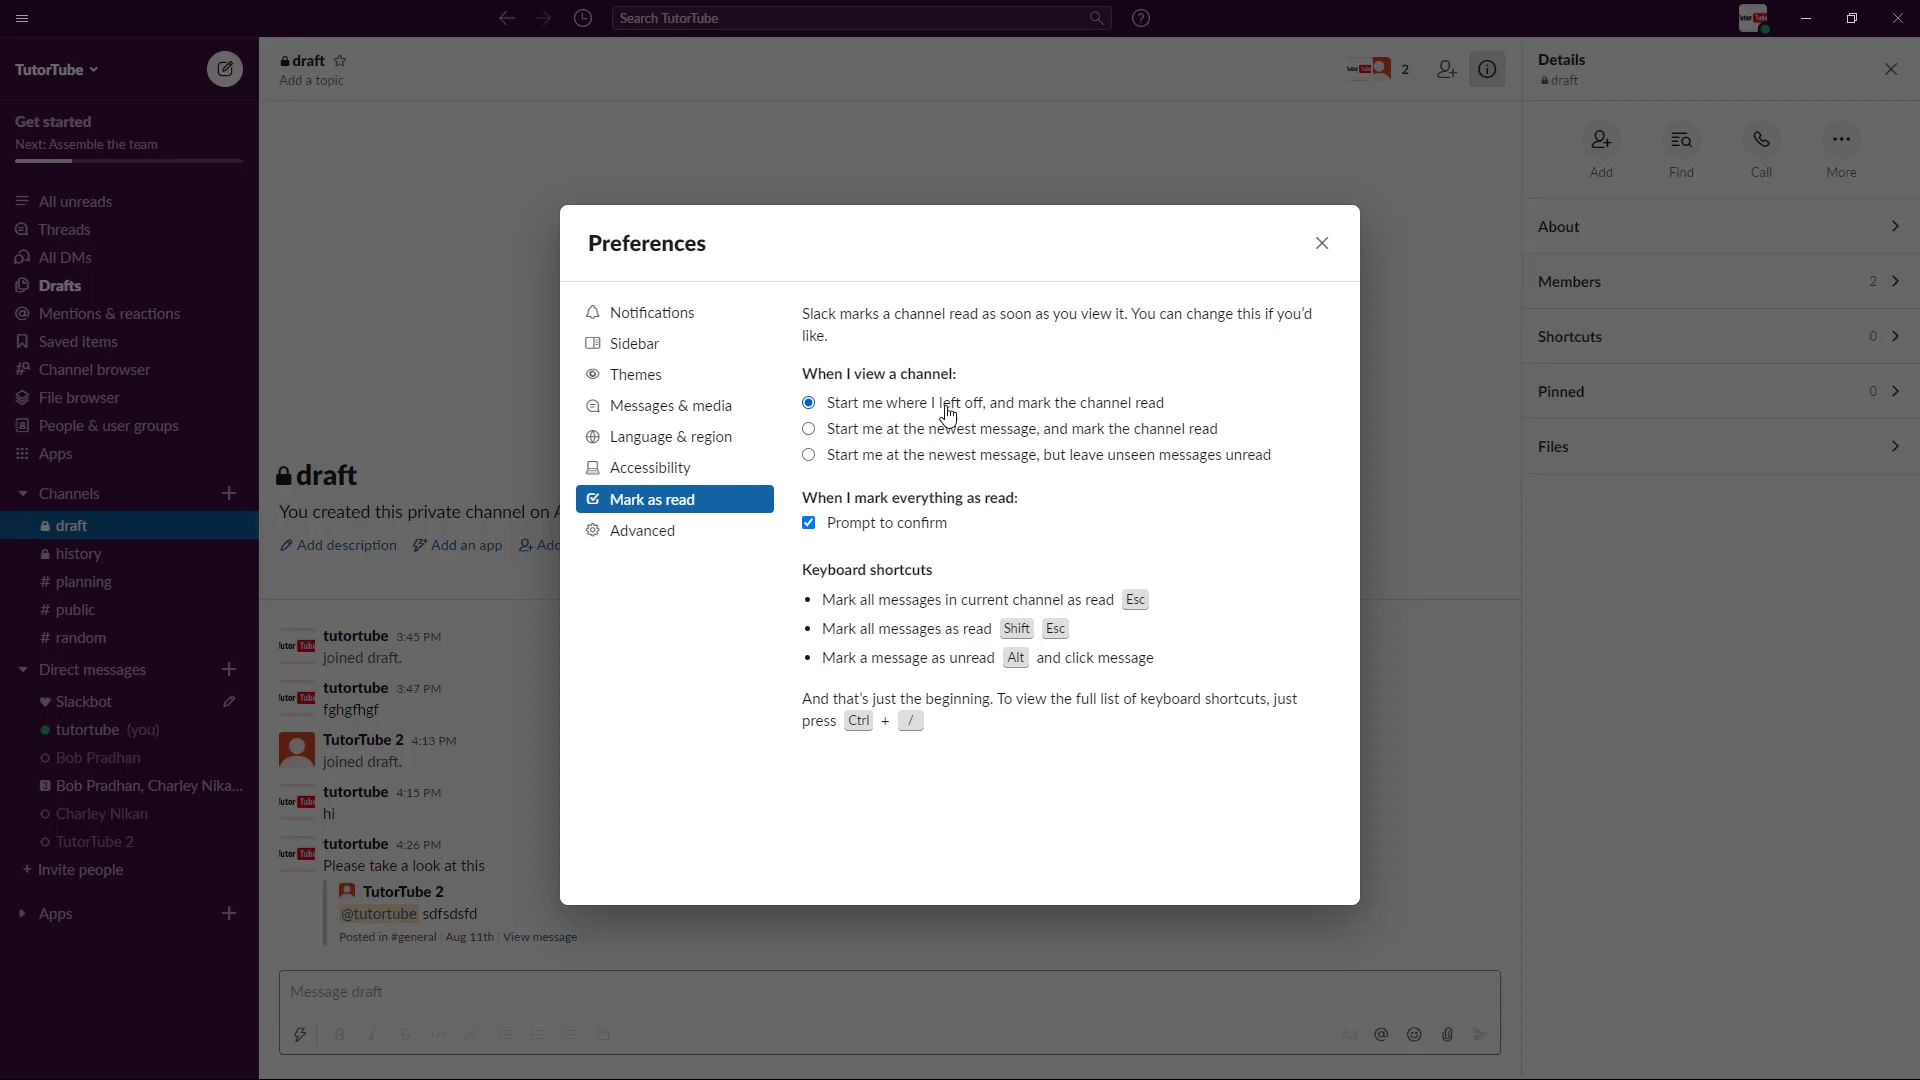 Search TutorTube
TutorTube
Get started
Next: Assemble the team
All unreads
Threads
All DMs
Drafts
Mentions & reactions
Saved items
Channel browser
File browser
People & user groups
Apps
Channels
draft
history
# planning
# public
# random
Direct messages
Slackbot
tutortube (you)
Bob Pradhan
3 Bob Pradhan, Charley Nika...
Charley Nikan
TutorTube 2
+ Invite people
Apps
draft
Add a topic
2
draft
You created this private channel on A
Add description Add an app Add
tutortube 3:45 PM
joined draft.
tutortube 3:47 PM
fghgfhgf
TutorTube 2 4:13 PM
joined draft.
tutortube 4:15 PM
hi
tutortube 4:26 PM
Please take a look at this
TutorTube 2
@tutortube sdfsdsfd
Posted in #general Aug 11th View message
Message draft
Aa
Preferences
Notifications
Sidebar
Themes
Messages & media
Language & region
Accessibility
Mark as read
Advanced
Slack marks a channel read as soon as you view it. You can change this if you'd
like.
When I view a channel:
Start me where I left off, and mark the channel read
Start me at the newest message, and mark the channel read
Start me at the newest message, but leave unseen messages unread
When I mark everything as read:
Prompt to confirm
Keyboard shortcuts
• Mark all messages in current channel as read Esc
• Mark all messages as read Shift Esc
• Mark a message as unread Alt and click message
And that's just the beginning. To view the full list of keyboard shortcuts, just
press Ctrl + /
Details
draft
Add Find Call More
About
Members 2
Shortcuts 0
Pinned 0
Files